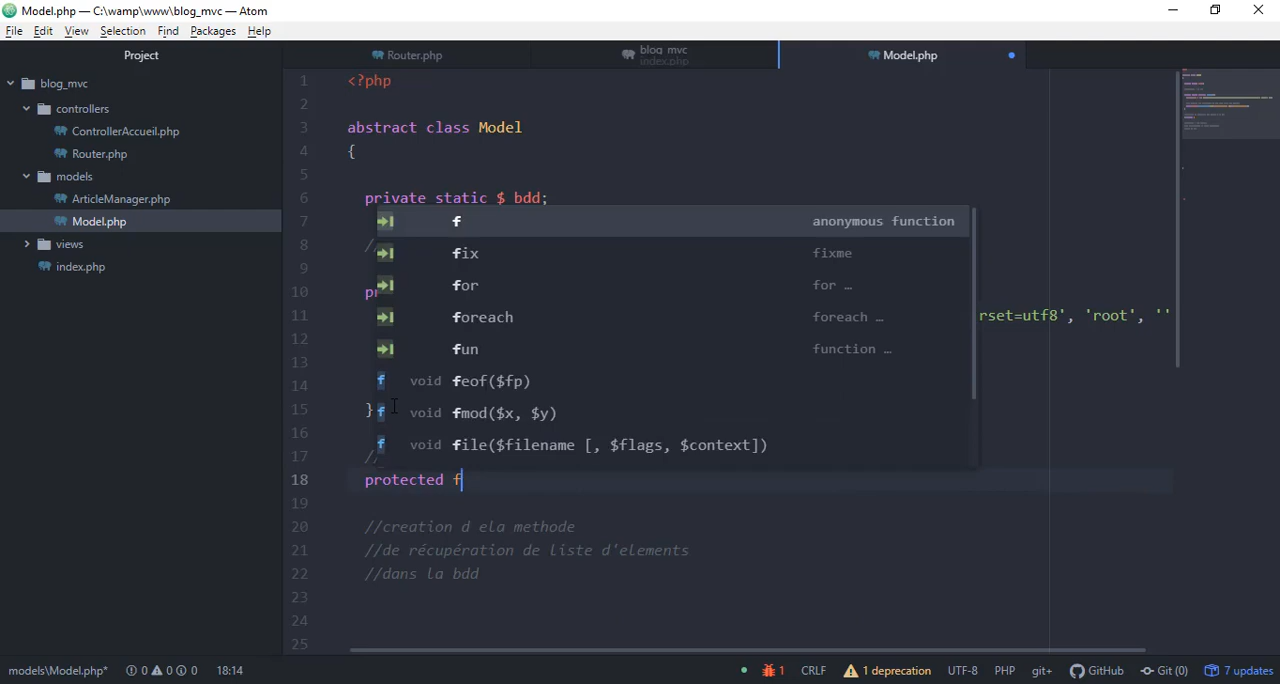 Model.php — C:\wamp\www\blog_mvc — Atom
File Edit View Selection Find Packages Help
Project
Router.php
blog_mvc
index.php
Model.php
blog_mvc
controllers
ControllerAccueil.php
Router.php
models
ArticleManager.php
Model.php
views
index.php
1 <?php
2
3 abstract class Model
4 {
5
6 private static $ bdd;
7 f anonymous function
8 //
fix fixme
9
for for …
10 pr
11 foreach foreach … rset=utf8', 'root', ''
12
fun function …
13
14 f void feof($fp)
15 } f void fmod($x, $y)
16
f void file($filename [, $flags, $context])
17 //
18 protected f
19
20 //creation d ela methode
21 //de récupération de liste d'elements
22 //dans la bdd
23
24
25
models\Model.php* 0 0 0 18:14 1 CRLF 1 deprecation UTF-8 PHP git+ GitHub Git (0) 7 updates